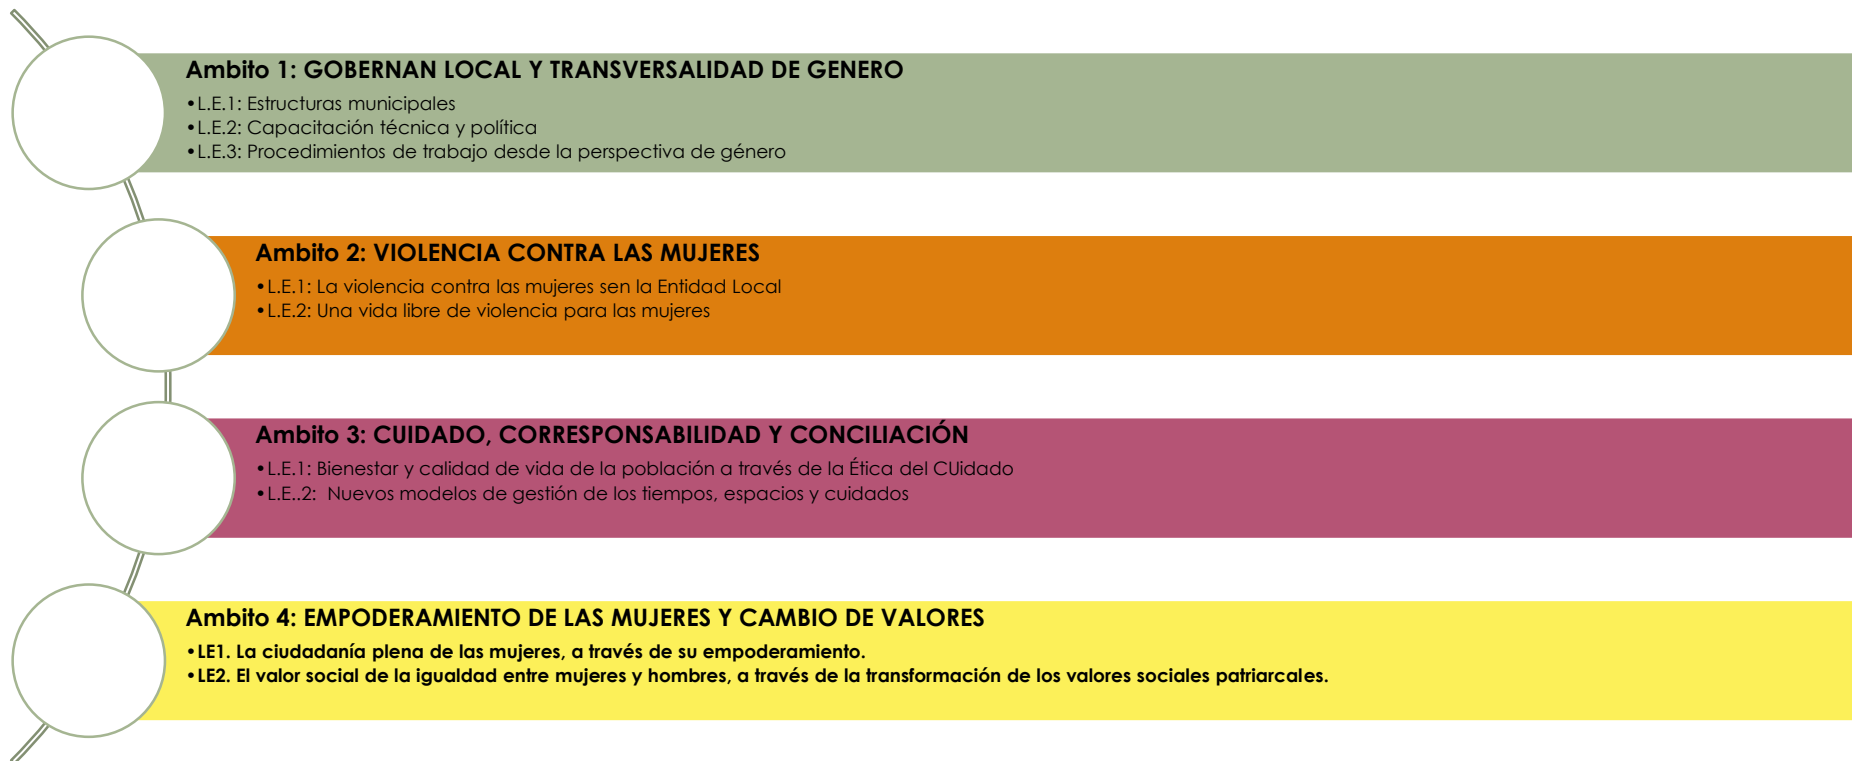 Ambito 1: GOBERNAN LOCAL Y TRANSVERSALIDAD DE GENERO
•L.E.1: Estructuras municipales
•L.E.2: Capacitación técnica y política
•L.E.3: Procedimientos de trabajo desde la perspectiva de género
Ambito 2: VIOLENCIA CONTRA LAS MUJERES
•L.E.1: La violencia contra las mujeres sen la Entidad Local
•L.E.2: Una vida libre de violencia para las mujeres
Ambito 3: CUIDADO, CORRESPONSABILIDAD Y CONCILIACIÓN
•L.E.1: Bienestar y calidad de vida de la población a través de la Ética del CUidado
•L.E..2: Nuevos modelos de gestión de los tiempos, espacios y cuidados
Ambito 4: EMPODERAMIENTO DE LAS MUJERES Y CAMBIO DE VALORES
•LE1. La ciudadanía plena de las mujeres, a través de su empoderamiento.
•LE2. El valor social de la igualdad entre mujeres y hombres, a través de la transformación de los valores sociales patriarcales.